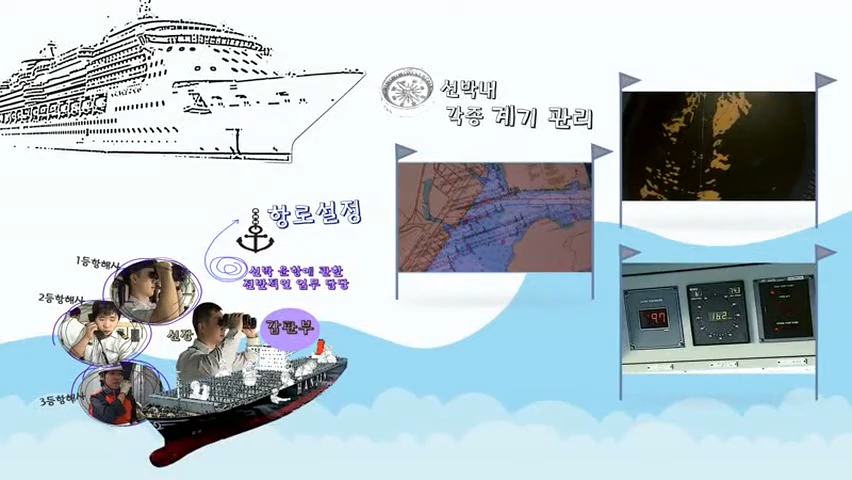 선박내
각종 계기 관리
항로설정
선박 운항에 관한
전반적인 업무 담당
1등항해사
2등항해사
선장
갑판부
3등항해사